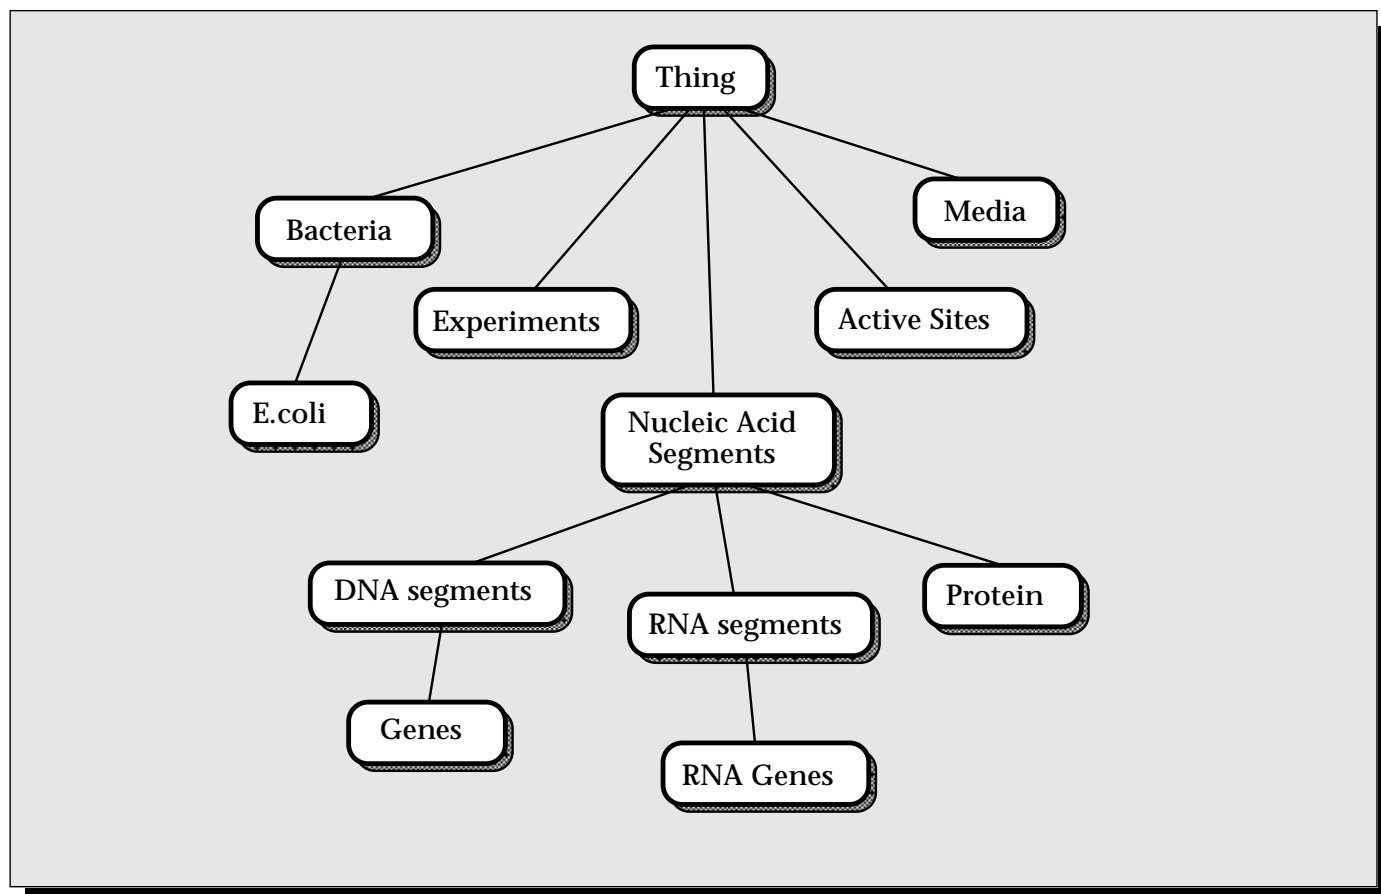 Thing
Bacteria
Media
Experiments
Active Sites
E.coli
Nucleic Acid
Segments
DNA segments
RNA segments
Protein
Genes
RNA Genes